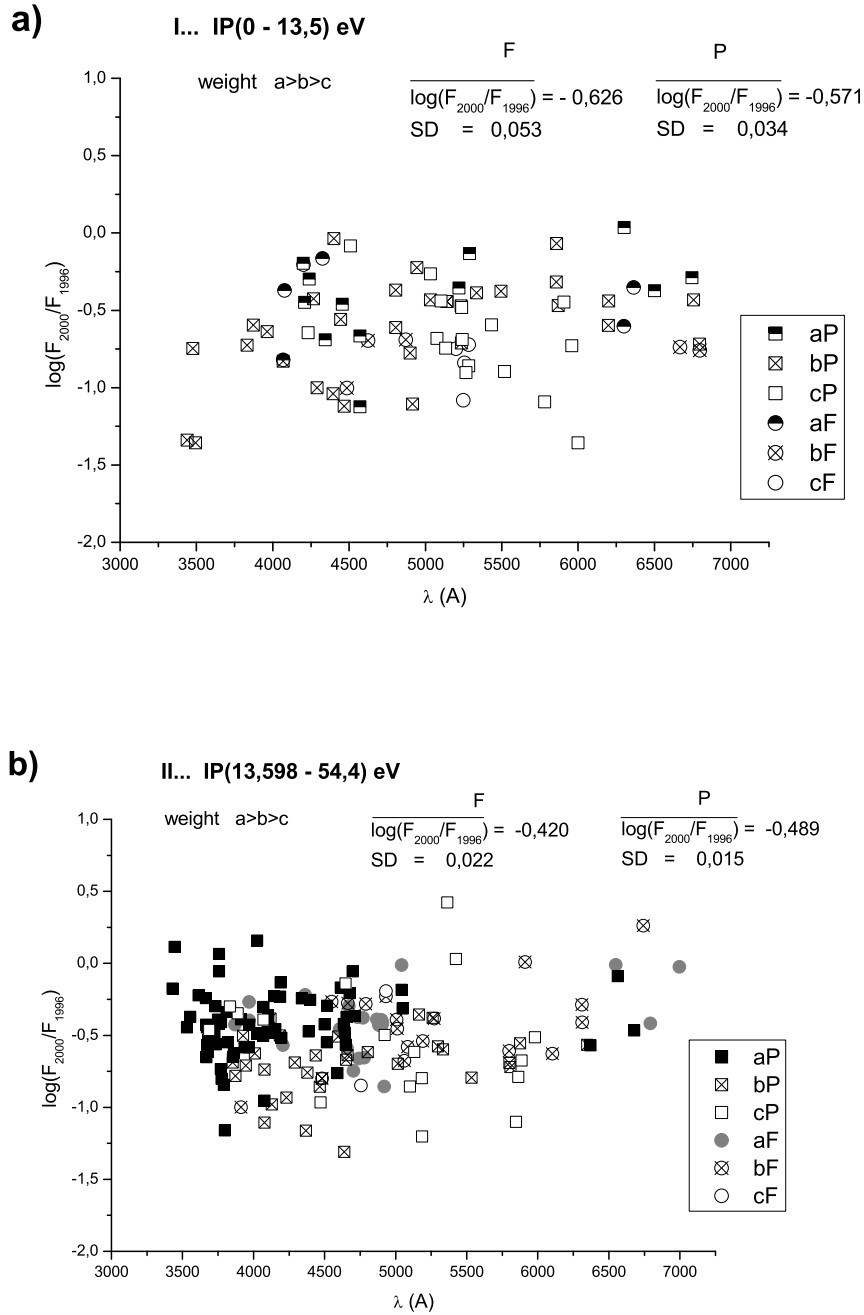 a)
I... IP(0 - 13,5) eV
weight a>b>c
F
log(F2000/F1996) = - 0,626
SD = 0,053
P
log(F2000/F1996) = -0,571
SD = 0,034
1,0
0,5
0,0
-0,5
-1,0
-1,5
-2,0
log(F2000/F1996)
3000 3500 4000 4500 5000 5500 6000 6500 7000
λ (A)
aP
bP
cP
aF
bF
cF
b)
II... IP(13,598 - 54,4) eV
weight a>b>c
F
log(F2000/F1996) = -0,420
SD = 0,022
P
log(F2000/F1996) = -0,489
SD = 0,015
1,0
0,5
0,0
-0,5
-1,0
-1,5
-2,0
log(F2000/F1996)
3000 3500 4000 4500 5000 5500 6000 6500 7000
λ (A)
aP
bP
cP
aF
bF
cF